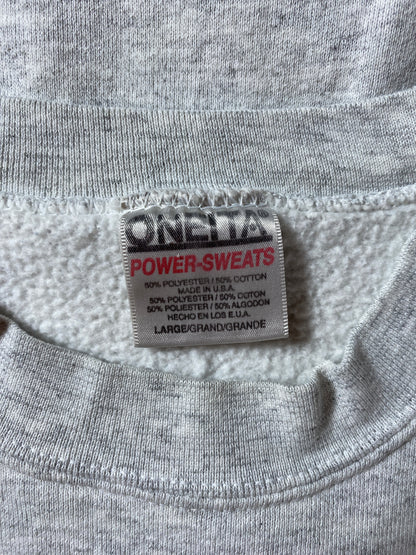 ONEITA®
POWER-SWEATS
50% POLYESTER / 50% COTTON
MADE IN U.S.A.
50% POLYESTER / 50% COTON
50% POLIESTER / 50% ALGODON
HECHO EN LOS E.U.A.
LARGE/GRAND/GRANDE